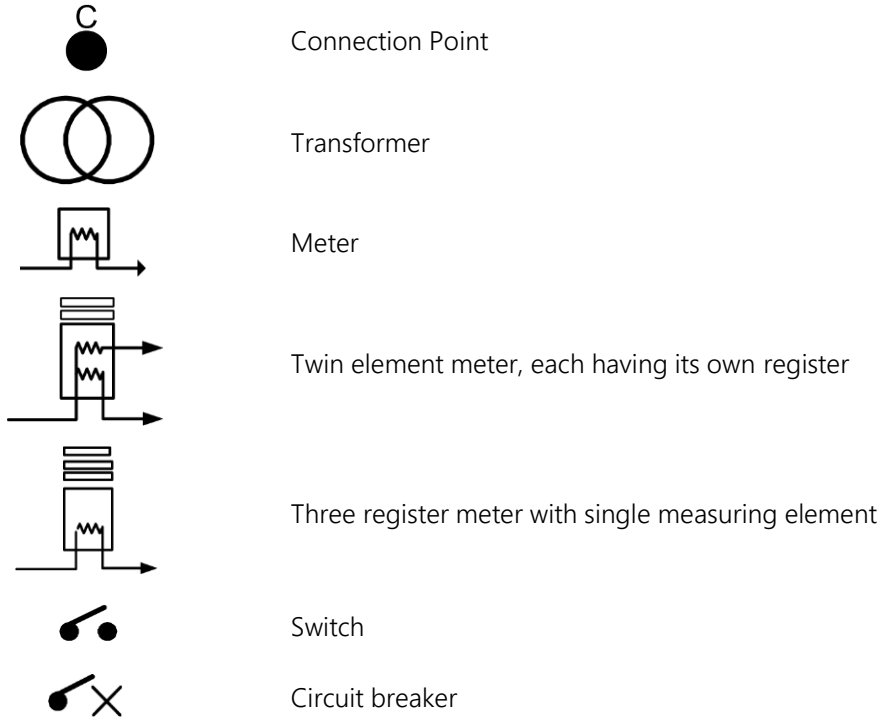 C
Connection Point
Transformer
Meter
Twin element meter, each having its own register
Three register meter with single measuring element
Switch
Circuit breaker